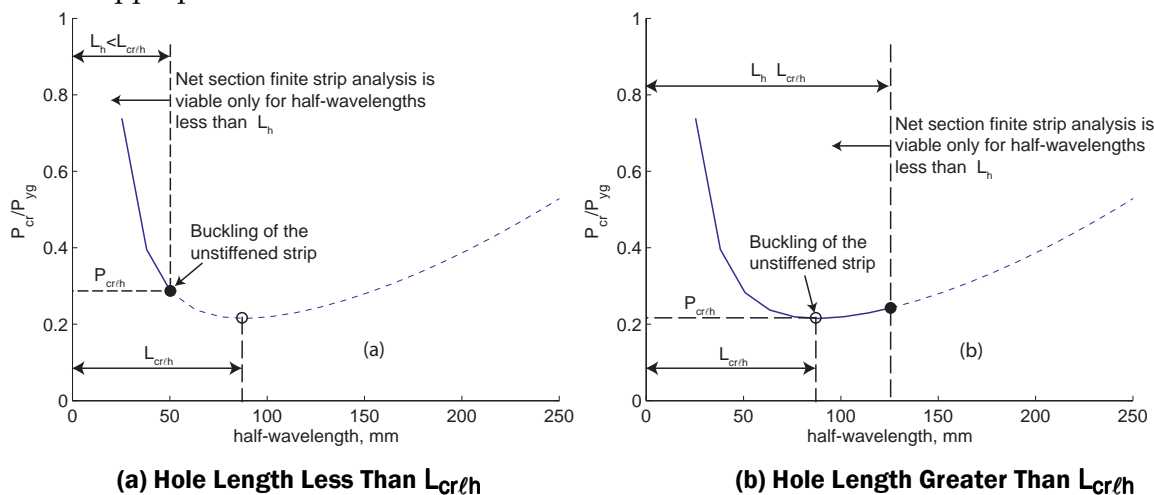 1
L_h<L_crℓh
Net section finite strip analysis is
viable only for half-wavelengths
less than L_h
0.8
0.6
P_cr/P_yg
Buckling of the
unstiffened strip
0.4
P_crℓh
0.2
L_crℓh
(a)
0
0 50 100 150 200 250
half-wavelength, mm
(a) Hole Length Less Than L_crℓh
1
L_h L_crℓh
0.8
Net section finite strip analysis is
viable only for half-wavelengths
less than L_h
0.6
P_cr/P_yg
0.4
Buckling of the
unstiffened strip
P_crℓh
0.2
L_crℓh
(b)
0
0 50 100 150 200 250
half-wavelength, mm
(b) Hole Length Greater Than L_crℓh